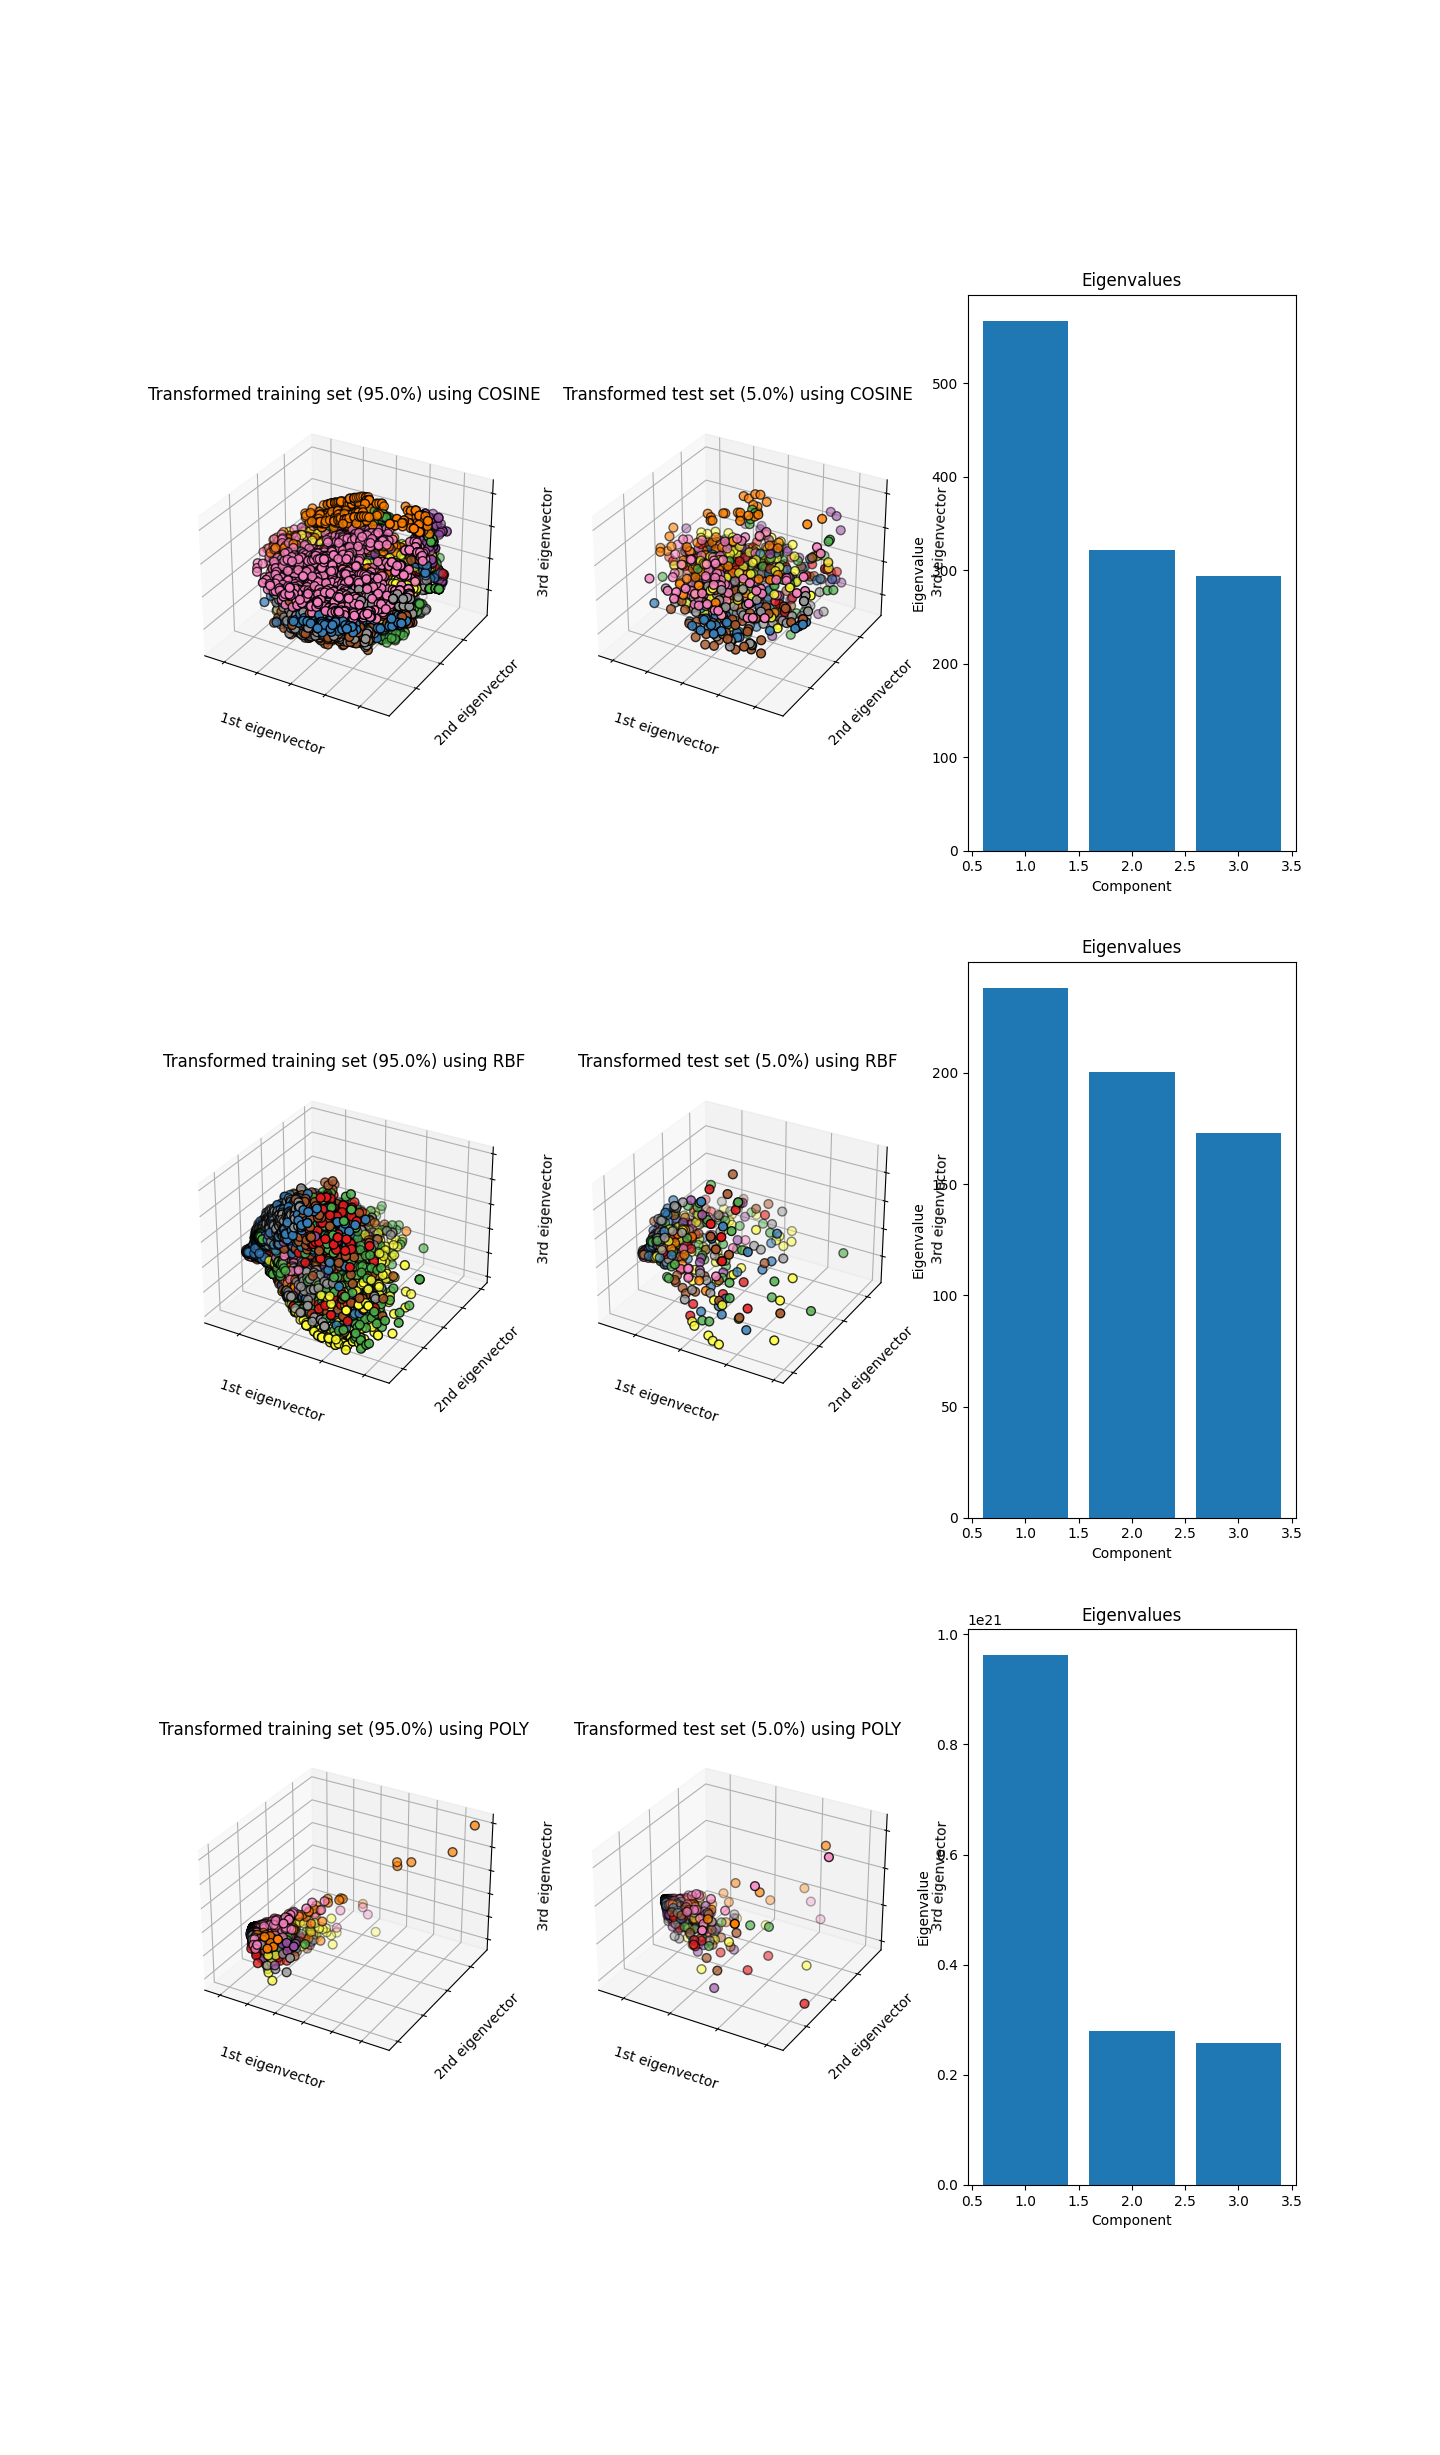 Eigenvalues
Transformed training set (95.0%) using COSINE
Transformed test set (5.0%) using COSINE
1st eigenvector
2nd eigenvector
3rd eigenvector
1st eigenvector
2nd eigenvector
3rd eigenvector
Eigenvalue
500
400
300
200
100
0
0.5 1.0 1.5 2.0 2.5 3.0 3.5
Component
Eigenvalues
Transformed training set (95.0%) using RBF
Transformed test set (5.0%) using RBF
1st eigenvector
2nd eigenvector
3rd eigenvector
1st eigenvector
2nd eigenvector
3rd eigenvector
Eigenvalue
200
150
100
50
0
0.5 1.0 1.5 2.0 2.5 3.0 3.5
Component
Eigenvalues
1e21
Transformed training set (95.0%) using POLY
Transformed test set (5.0%) using POLY
1st eigenvector
2nd eigenvector
3rd eigenvector
1st eigenvector
2nd eigenvector
3rd eigenvector
Eigenvalue
1.0
0.8
0.6
0.4
0.2
0.0
0.5 1.0 1.5 2.0 2.5 3.0 3.5
Component